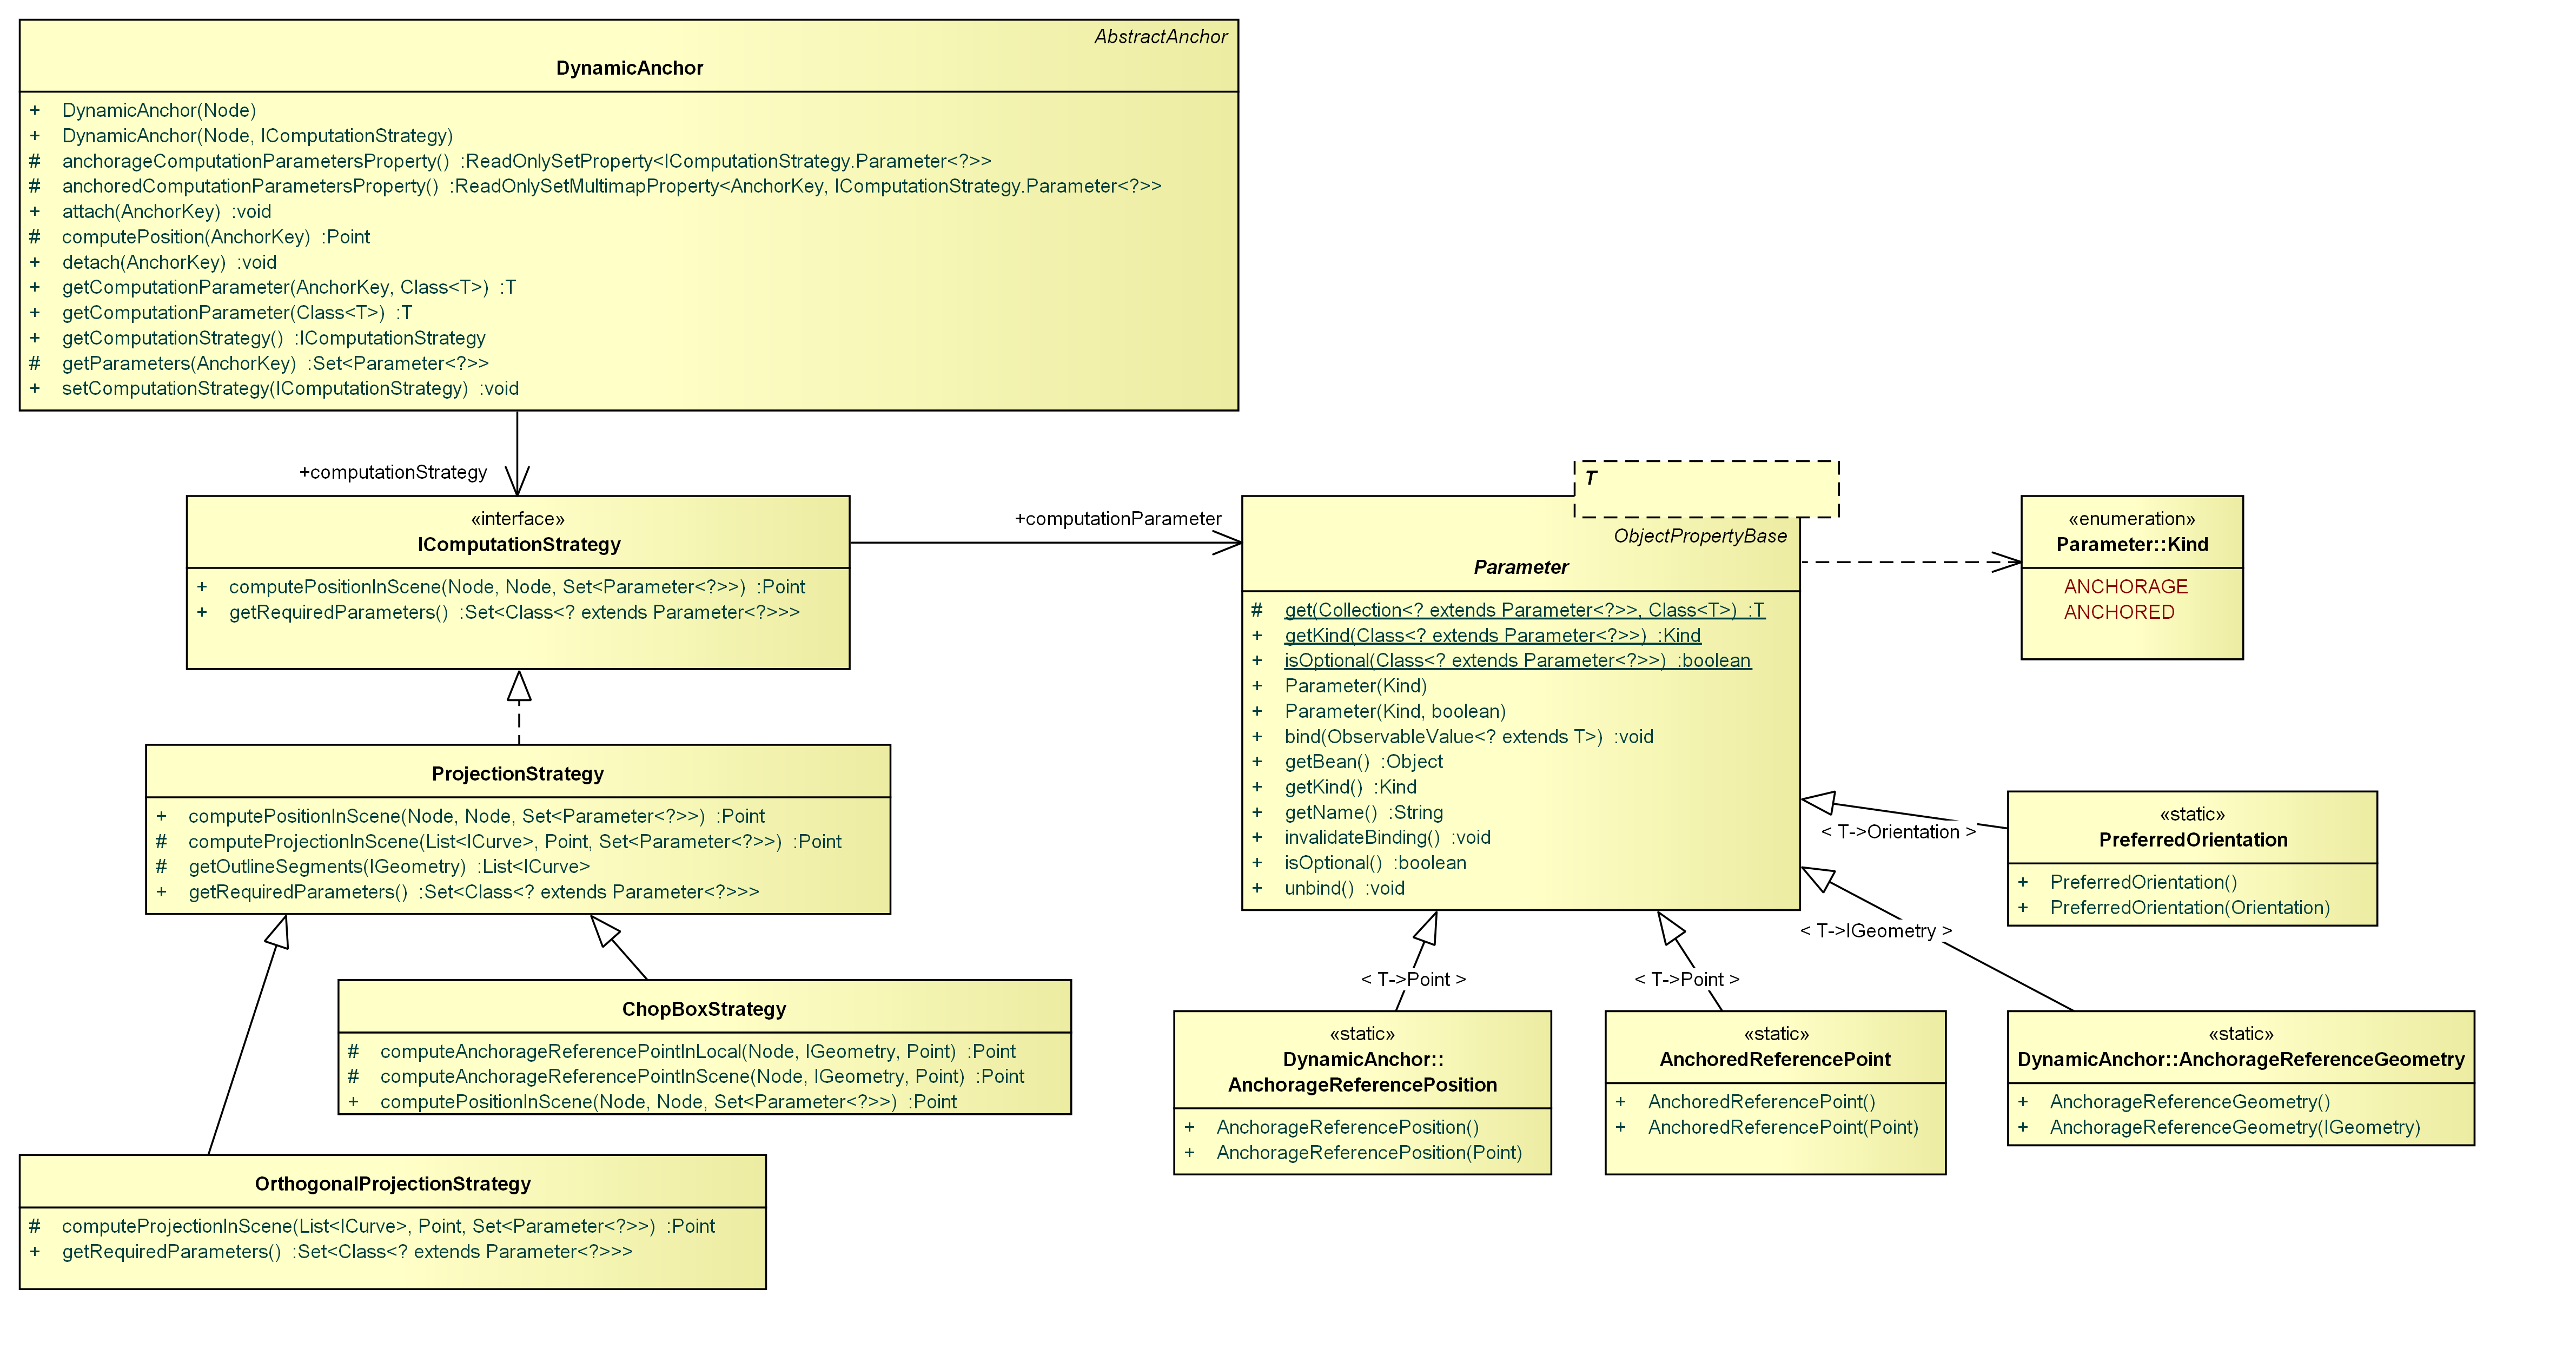 AbstractAnchor
DynamicAnchor
+ DynamicAnchor(Node)
+ DynamicAnchor(Node, IComputationStrategy)
# anchorageComputationParametersProperty() :ReadOnlySetProperty<IComputationStrategy.Parameter<?>>
# anchoredComputationParametersProperty() :ReadOnlySetMultimapProperty<AnchorKey, IComputationStrategy.Parameter<?>>
+ attach(AnchorKey) :void
# computePosition(AnchorKey) :Point
+ detach(AnchorKey) :void
+ getComputationParameter(AnchorKey, Class<T>) :T
+ getComputationParameter(Class<T>) :T
+ getComputationStrategy() :IComputationStrategy
# getParameters(AnchorKey) :Set<Parameter<?>>
+ setComputationStrategy(IComputationStrategy) :void
+computationStrategy
«interface»
IComputationStrategy
+ computePositionInScene(Node, Node, Set<Parameter<?>>) :Point
+ getRequiredParameters() :Set<Class<? extends Parameter<?>>>
+computationParameter
T
ObjectPropertyBase
Parameter
# get(Collection<? extends Parameter<?>>, Class<T>) :T
+ getKind(Class<? extends Parameter<?>>) :Kind
+ isOptional(Class<? extends Parameter<?>>) :boolean
+ Parameter(Kind)
+ Parameter(Kind, boolean)
+ bind(ObservableValue<? extends T>) :void
+ getBean() :Object
+ getKind() :Kind
+ getName() :String
+ invalidateBinding() :void
+ isOptional() :boolean
+ unbind() :void
«enumeration»
Parameter::Kind
ANCHORAGE
ANCHORED
ProjectionStrategy
+ computePositionInScene(Node, Node, Set<Parameter<?>>) :Point
# computeProjectionInScene(List<ICurve>, Point, Set<Parameter<?>>) :Point
# getOutlineSegments(IGeometry) :List<ICurve>
+ getRequiredParameters() :Set<Class<? extends Parameter<?>>>
< T->Orientation >
«static»
PreferredOrientation
+ PreferredOrientation()
+ PreferredOrientation(Orientation)
< T->IGeometry >
< T->Point >
< T->Point >
ChopBoxStrategy
# computeAnchorageReferencePointInLocal(Node, IGeometry, Point) :Point
# computeAnchorageReferencePointInScene(Node, IGeometry, Point) :Point
+ computePositionInScene(Node, Node, Set<Parameter<?>>) :Point
«static»
DynamicAnchor::
AnchorageReferencePosition
+ AnchorageReferencePosition()
+ AnchorageReferencePosition(Point)
«static»
AnchoredReferencePoint
+ AnchoredReferencePoint()
+ AnchoredReferencePoint(Point)
«static»
DynamicAnchor::AnchorageReferenceGeometry
+ AnchorageReferenceGeometry()
+ AnchorageReferenceGeometry(IGeometry)
OrthogonalProjectionStrategy
# computeProjectionInScene(List<ICurve>, Point, Set<Parameter<?>>) :Point
+ getRequiredParameters() :Set<Class<? extends Parameter<?>>>